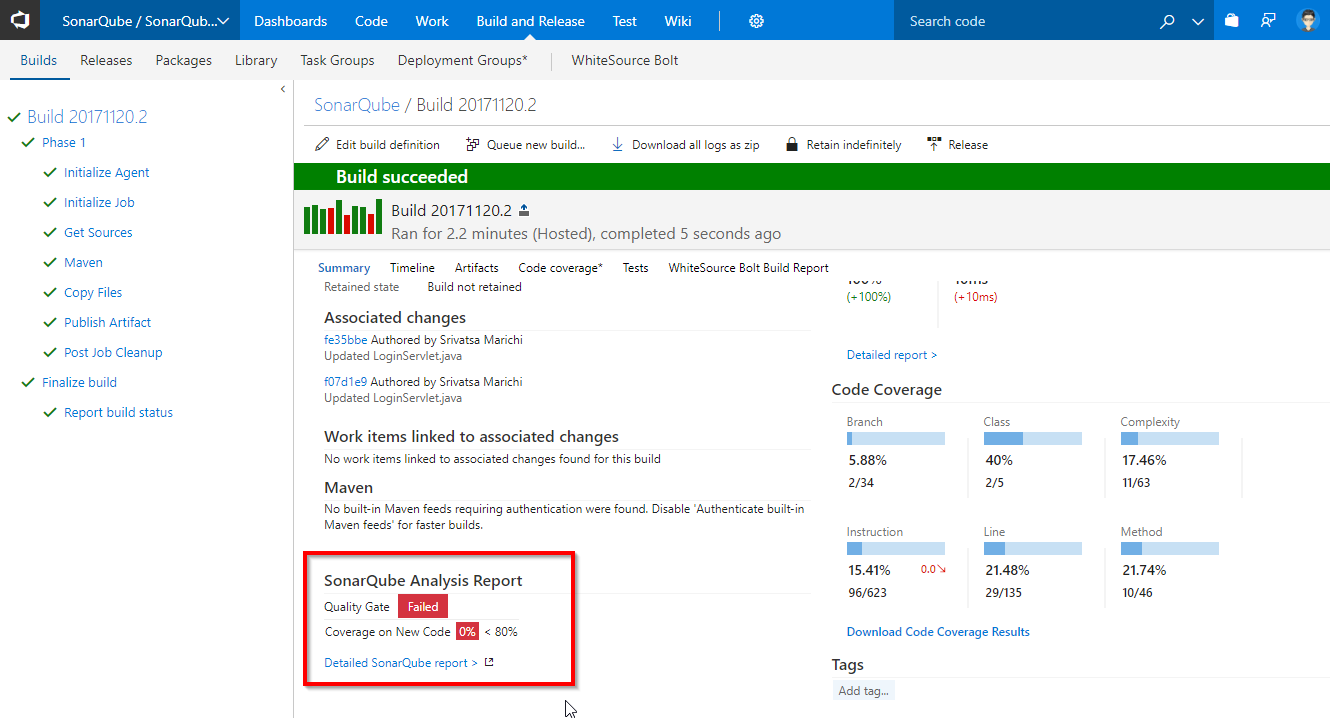 SonarQube / SonarQub...
Dashboards
Code
Work
Build and Release
Test
Wiki
Search code
Builds
Releases
Packages
Library
Task Groups
Deployment Groups*
WhiteSource Bolt
Build 20171120.2
Phase 1
Initialize Agent
Initialize Job
Get Sources
Maven
Copy Files
Publish Artifact
Post Job Cleanup
Finalize build
Report build status
SonarQube / Build 20171120.2
Edit build definition
Queue new build...
Download all logs as zip
Retain indefinitely
Release
Build succeeded
Build 20171120.2
Ran for 2.2 minutes (Hosted), completed 5 seconds ago
Summary
Timeline
Artifacts
Code coverage*
Tests
WhiteSource Bolt Build Report
Retained state
Build not retained
Associated changes
fe35bbe Authored by Srivatsa Marichi
Updated LoginServlet.java
f07d1e9 Authored by Srivatsa Marichi
Updated LoginServlet.java
Work items linked to associated changes
No work items linked to associated changes found for this build
Maven
No built-in Maven feeds requiring authentication were found. Disable 'Authenticate built-in
Maven feeds' for faster builds.
SonarQube Analysis Report
Quality Gate Failed
Coverage on New Code 0% < 80%
Detailed SonarQube report >
100%
(+100%)
10ms
(+10ms)
Detailed report >
Code Coverage
Branch
5.88%
2/34
Class
40%
2/5
Complexity
17.46%
11/63
Instruction
15.41% 0.0
96/623
Line
21.48%
29/135
Method
21.74%
10/46
Download Code Coverage Results
Tags
Add tag...